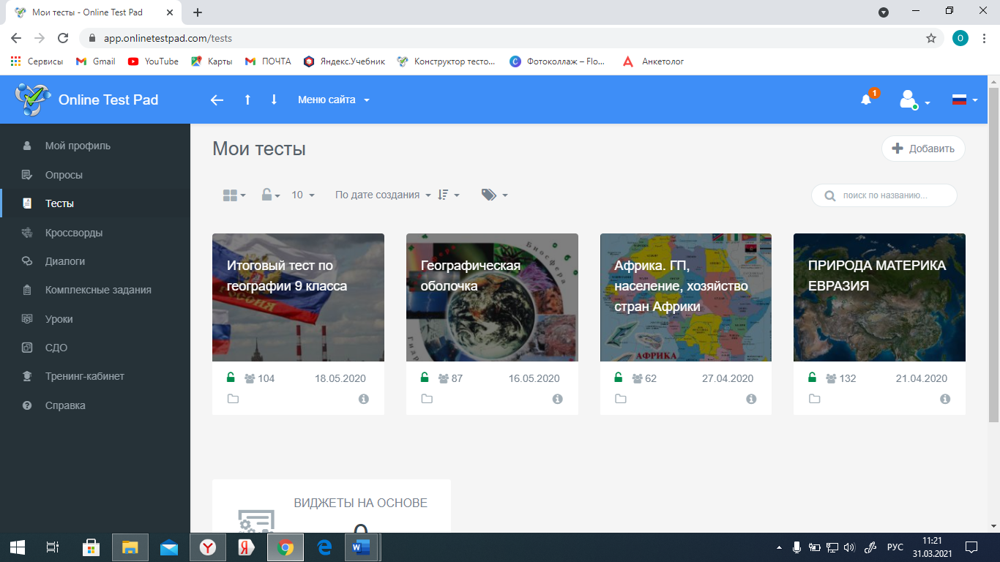 Мои тесты - Online Test Pad
app.onlinetestpad.com/tests
О
Сервисы Gmail YouTube Карты ПОЧТА Яндекс.Учебник Конструктор тесто... Фотоколлаж – Flo... Анкетолог
Online Test Pad Меню сайта 1
Мой профиль
Опросы
Тесты
Кроссворды
Диалоги
Комплексные задания
Уроки
СДО
Тренинг-кабинет
Справка
Мои тесты Добавить
10 По дате создания поиск по названию...
Итоговый тест по
географии 9 класса
104 18.05.2020
Географическая
оболочка
Биосфера
87 16.05.2020
Африка. ГП,
население, хозяйство
стран Африки
АФРИКА
62 27.04.2020
ПРИРОДА МАТЕРИКА
ЕВРАЗИЯ
132 21.04.2020
ВИДЖЕТЫ НА ОСНОВЕ
0
РУС 11:21
31.03.2021